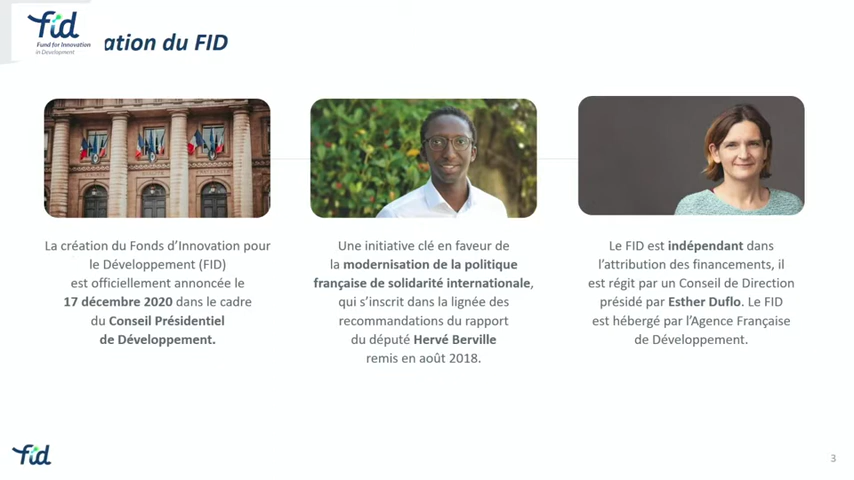 fid
Fund for Innovation
in Development
ation du FID
La création du Fonds d’Innovation pour
le Développement (FID)
est officiellement annoncée le
17 décembre 2020 dans le cadre
du Conseil Présidentiel
de Développement.
Une initiative clé en faveur de
la modernisation de la politique
française de solidarité internationale,
qui s’inscrit dans la lignée des
recommandations du rapport
du député Hervé Berville
remis en août 2018.
Le FID est indépendant dans
l’attribution des financements, il
est régit par un Conseil de Direction
présidé par Esther Duflo. Le FID
est hébergé par l’Agence Française
de Développement.
fid
3